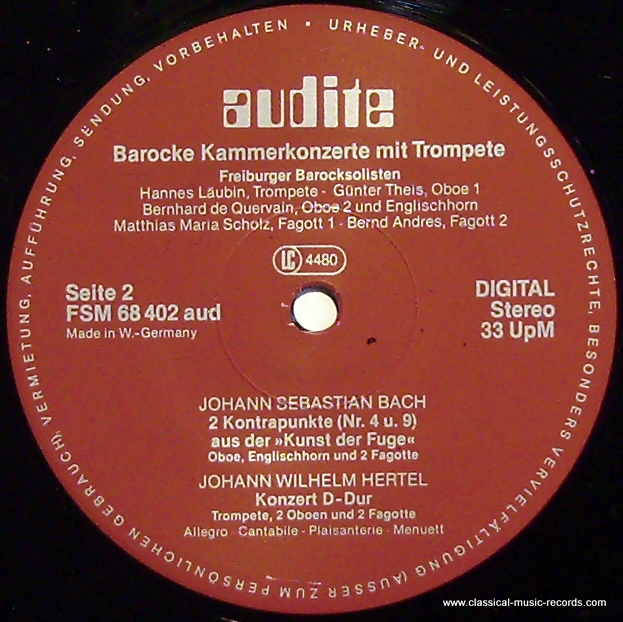 URHEBER- UND LEISTUNGSSCHUTZRECHTE, BESONDERS VERVIELFÄLTIGUNG (AUSSER ZUM PERSÖNLICHEN GEBRAUCH), VERMIETUNG, AUFFÜHRUNG, SENDUNG, VORBEHALTEN ·
audite
Barocke Kammerkonzerte mit Trompete
Freiburger Barocksolisten
Hannes Läubin, Trompete - Günter Theis, Oboe 1
Bernhard de Quervain, Oboe 2 und Englischhorn
Matthias Maria Scholz, Fagott 1 - Bernd Andres, Fagott 2
LC 4480
Seite 2
FSM 68 402 aud
Made in W.-Germany
DIGITAL
Stereo
33 UpM
JOHANN SEBASTIAN BACH
2 Kontrapunkte (Nr. 4 u. 9)
aus der »Kunst der Fuge«
Oboe, Englischhorn und 2 Fagotte
JOHANN WILHELM HERTEL
Konzert D-Dur
Trompete, 2 Oboen und 2 Fagotte
Allegro - Cantabile - Plaisanterie - Menuett
www.classical-music-records.com